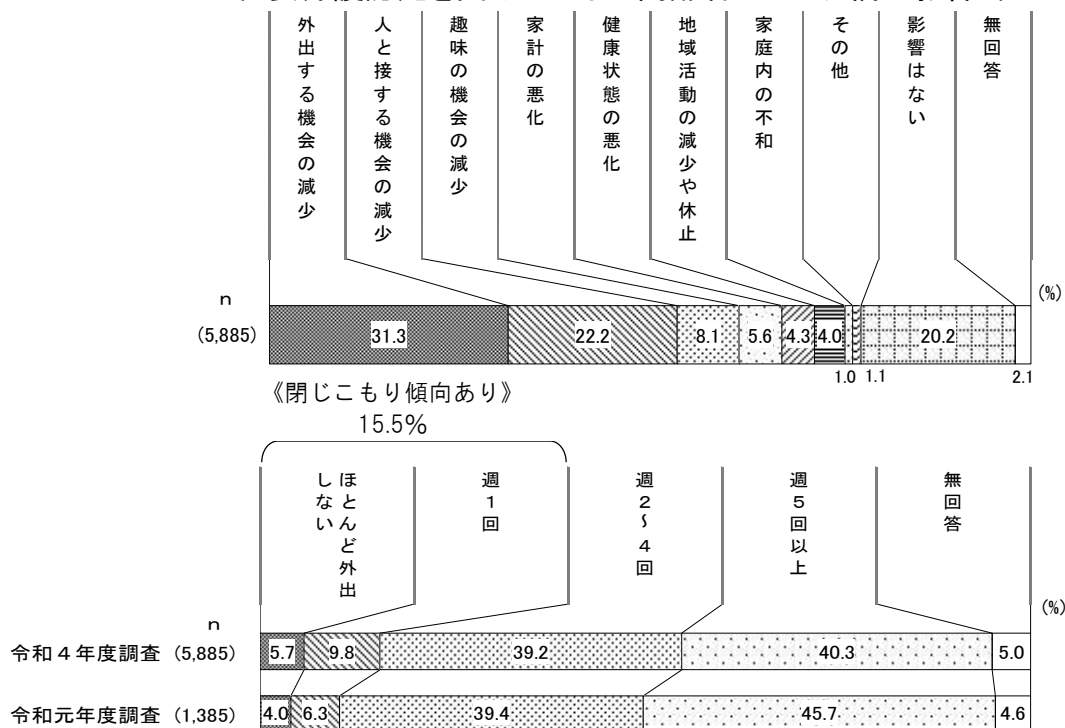 外出する機会の減少
人と接する機会の減少
趣味の機会の減少
家計の悪化
健康状態の悪化
地域活動の減少や休止
家庭内の不和
その他
影響はない
無回答
(%)
n
(5,885)
31.3
22.2
8.1
5.6
4.3
4.0
20.2
1.0
1.1
2.1
《閉じこもり傾向あり》
15.5%
ほとんど外出
しない
週1回
週2~4回
週5回以上
無回答
(%)
n
令和4年度調査 (5,885)
5.7
9.8
39.2
40.3
5.0
令和元年度調査 (1,385)
4.0
6.3
39.4
45.7
4.6